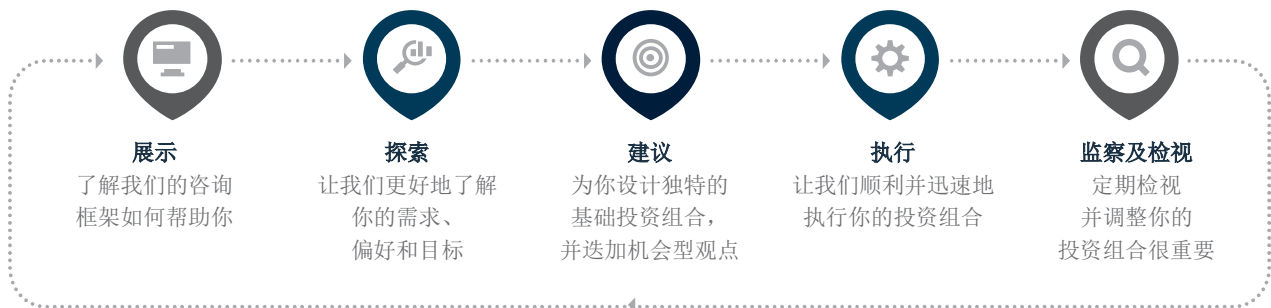 展示
了解我们的咨询
框架如何帮助你
探索
让我们更好地了解
你的需求、
偏好和目标
建议
为你设计独特的
基础投资组合，
并迭加机会型观点
执行
让我们顺利并迅速地
执行你的投资组合
监察及检视
定期检视
并调整你的
投资组合很重要